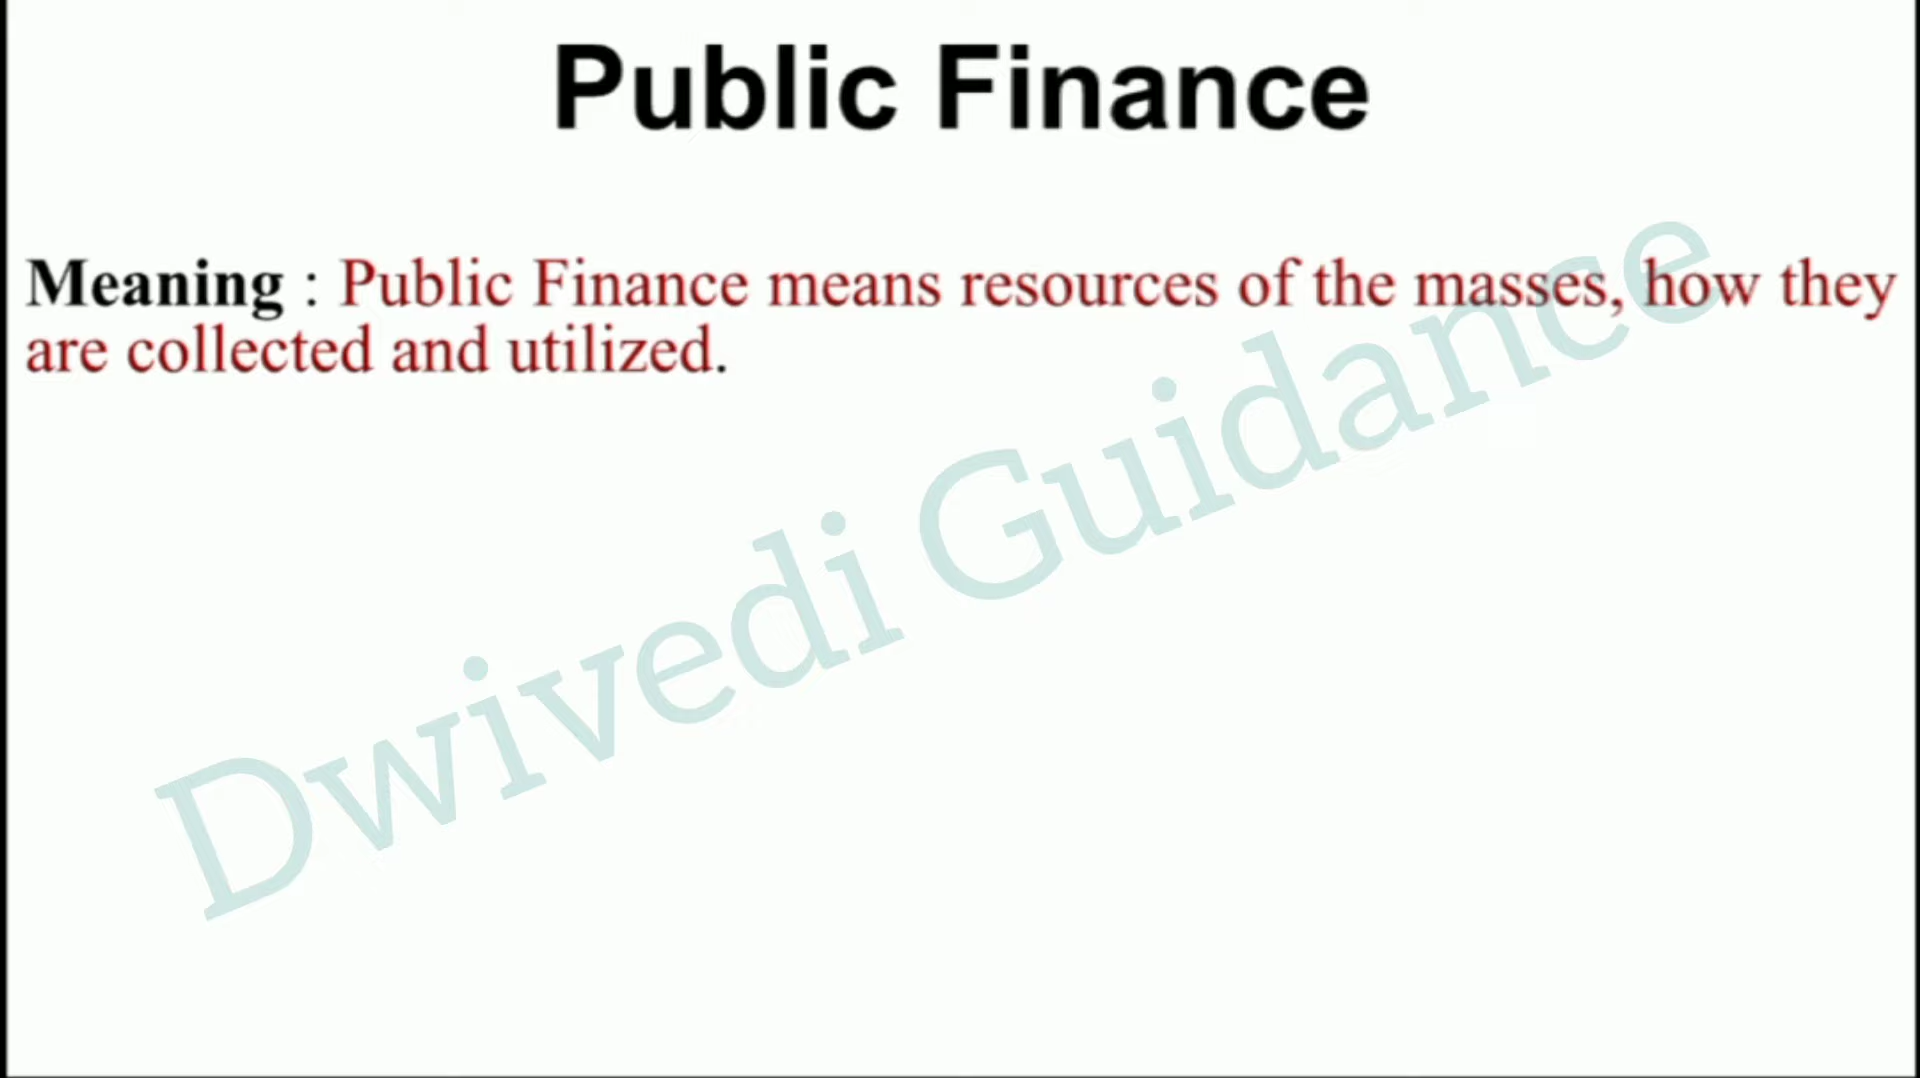 Public Finance
Meaning : Public Finance means resources of the masses, how they
are collected and utilized.
Dwivedi Guidance